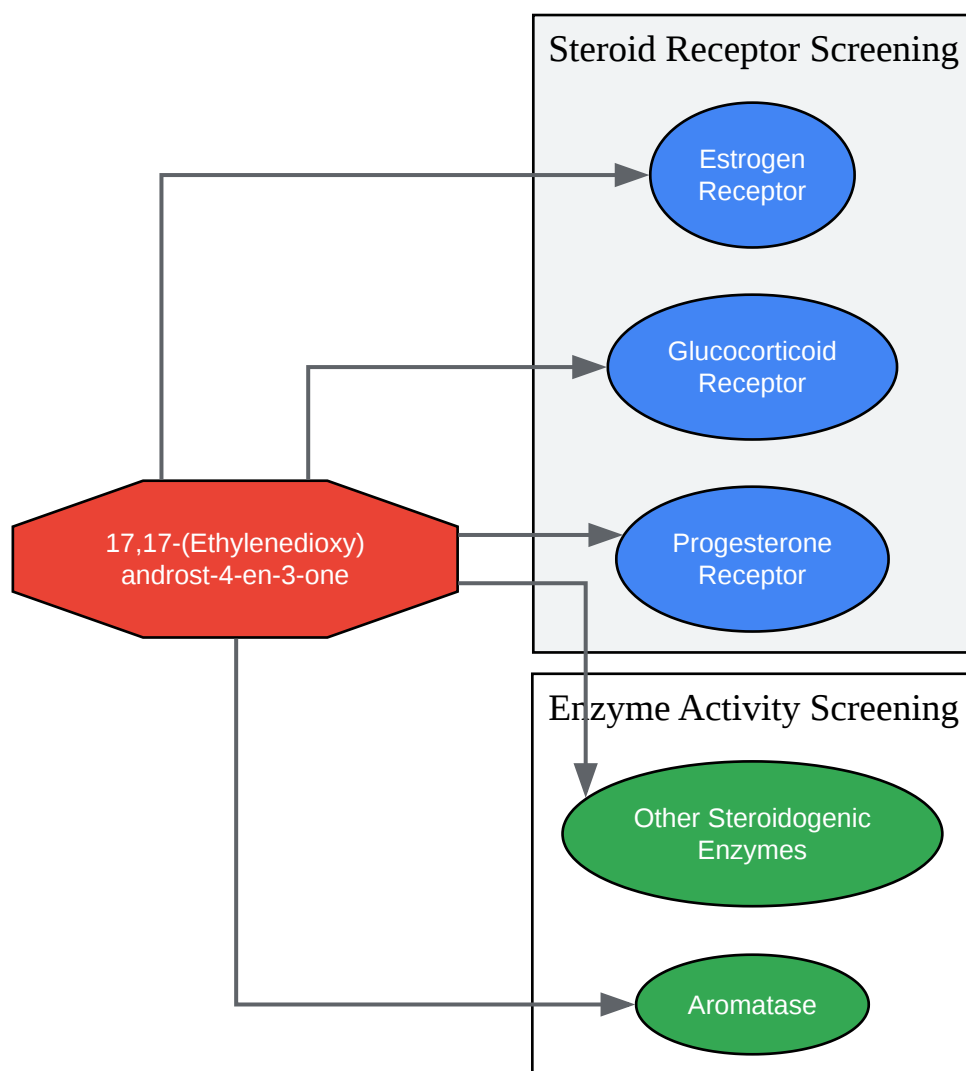 Steroid Receptor Screening
Estrogen
Receptor
Glucocorticoid
Receptor
17,17-(Ethylenedioxy)
androst-4-en-3-one
Progesterone
Receptor
Enzyme Activity Screening
Other Steroidogenic
Enzymes
Aromatase